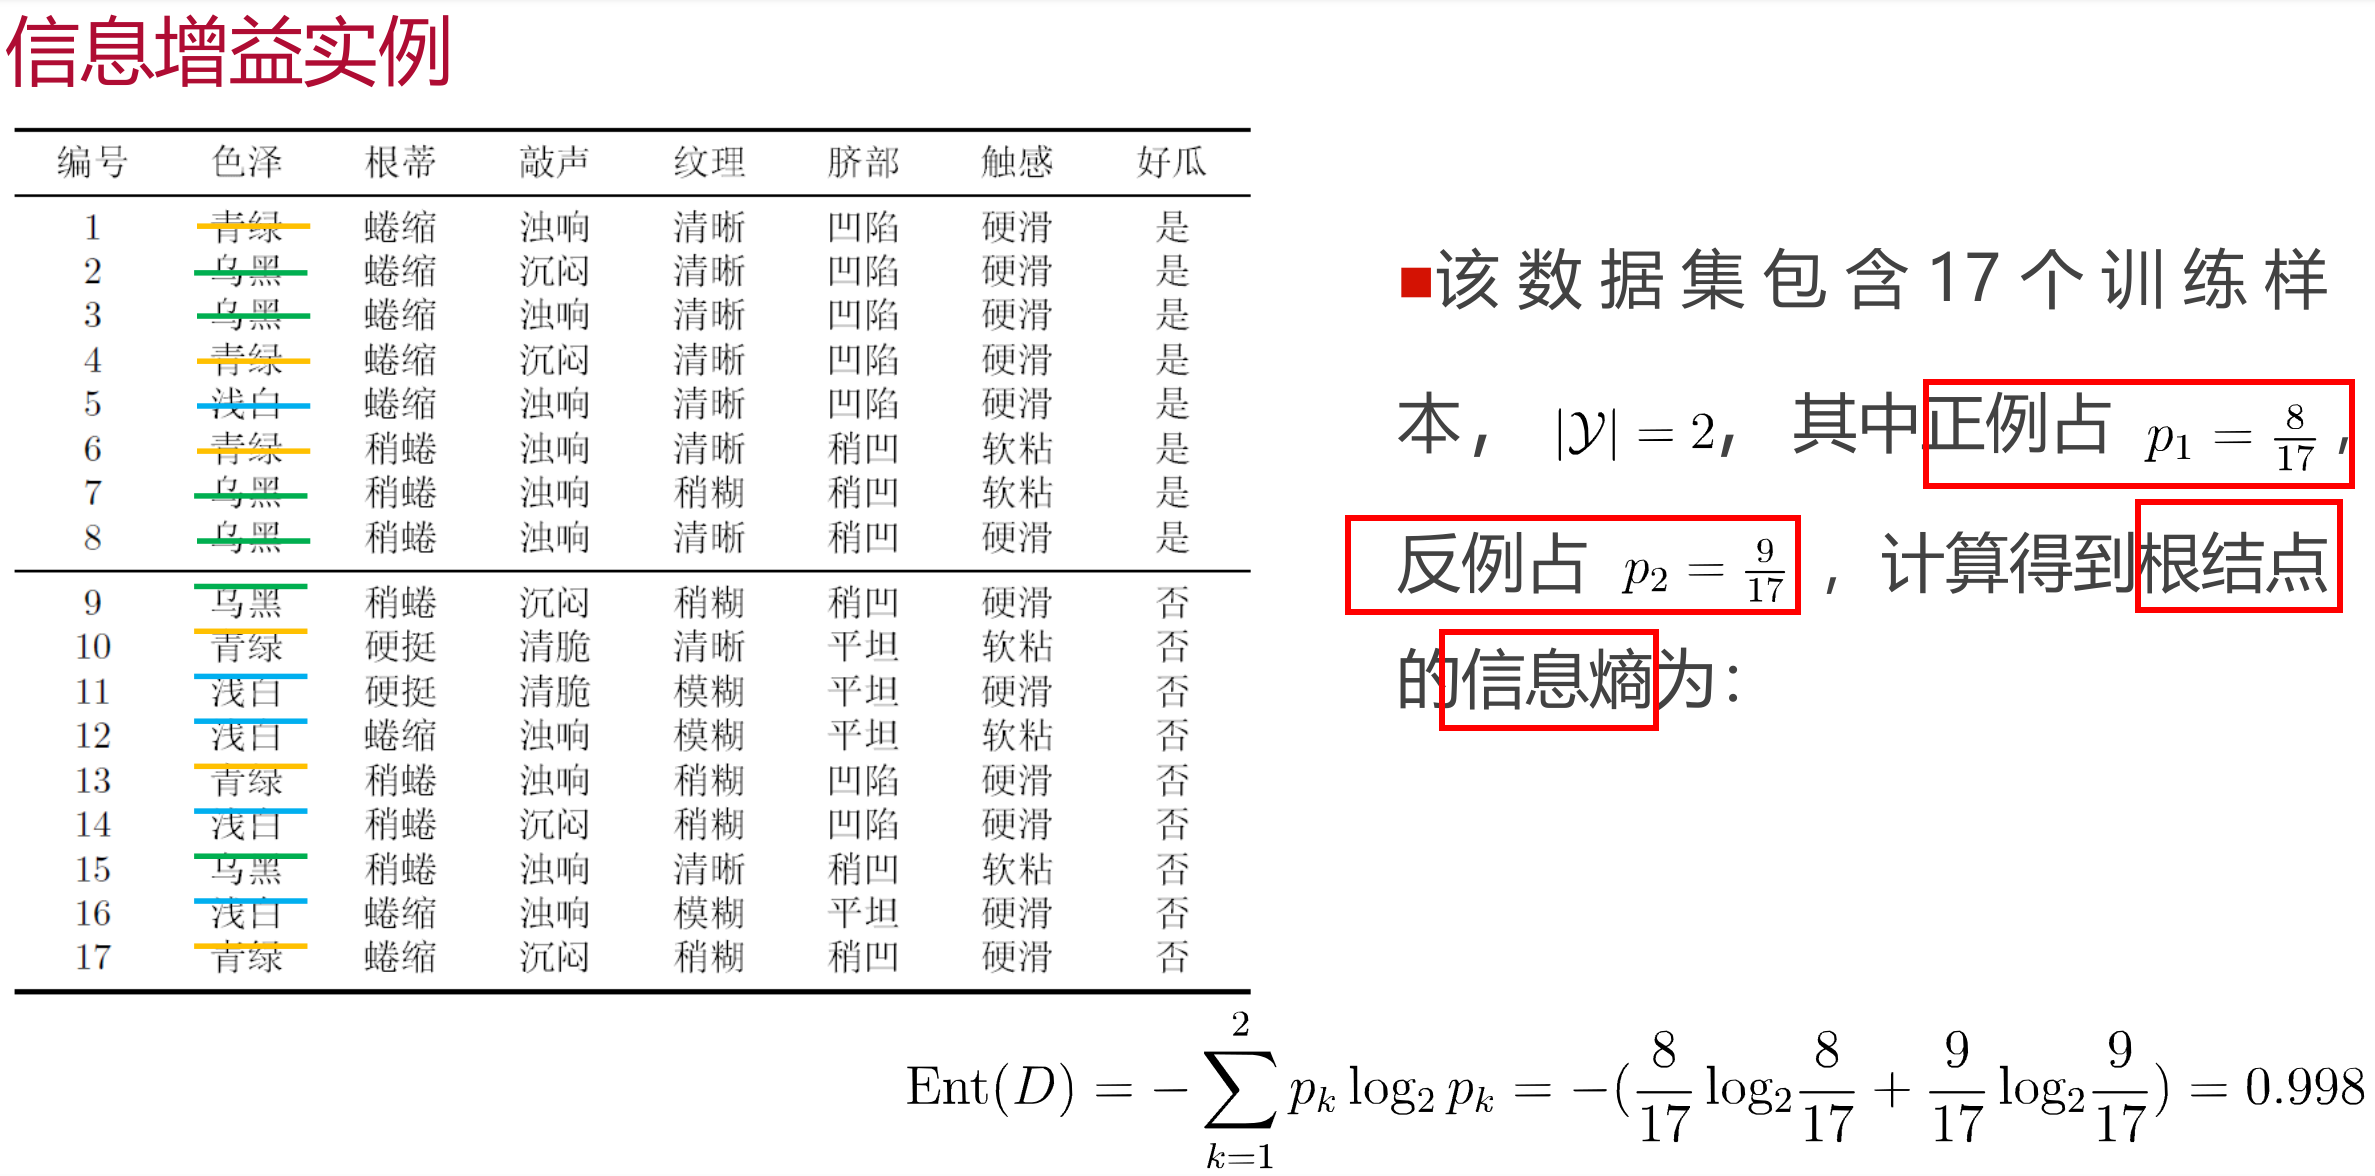 信息增益实例
编号 色泽 根蒂 敲声 纹理 脐部 触感 好瓜
1 青绿 蜷缩 浊响 清晰 凹陷 硬滑 是
2 乌黑 蜷缩 沉闷 清晰 凹陷 硬滑 是
3 乌黑 蜷缩 浊响 清晰 凹陷 硬滑 是
4 青绿 蜷缩 沉闷 清晰 凹陷 硬滑 是
5 浅白 蜷缩 浊响 清晰 凹陷 硬滑 是
6 青绿 稍蜷 浊响 清晰 稍凹 软粘 是
7 乌黑 稍蜷 浊响 稍糊 稍凹 软粘 是
8 乌黑 稍蜷 浊响 清晰 稍凹 硬滑 是
9 乌黑 稍蜷 沉闷 稍糊 稍凹 硬滑 否
10 青绿 硬挺 清脆 清晰 平坦 软粘 否
11 浅白 硬挺 清脆 模糊 平坦 硬滑 否
12 浅白 蜷缩 浊响 模糊 平坦 软粘 否
13 青绿 稍蜷 浊响 稍糊 凹陷 硬滑 否
14 浅白 稍蜷 沉闷 稍糊 凹陷 硬滑 否
15 乌黑 稍蜷 浊响 清晰 稍凹 软粘 否
16 浅白 蜷缩 浊响 模糊 平坦 硬滑 否
17 青绿 蜷缩 沉闷 稍糊 稍凹 硬滑 否
■该数据集包含17个训练样
本， |𝒴| = 2， 其中正例占 p₁ = 8/17，
反例占 p₂ = 9/17 ，计算得到根结点
的信息熵为：
Ent(D) = −∑_{k=1}^{2} p_k log₂ p_k = −(8/17 log₂ 8/17 + 9/17 log₂ 9/17) = 0.998